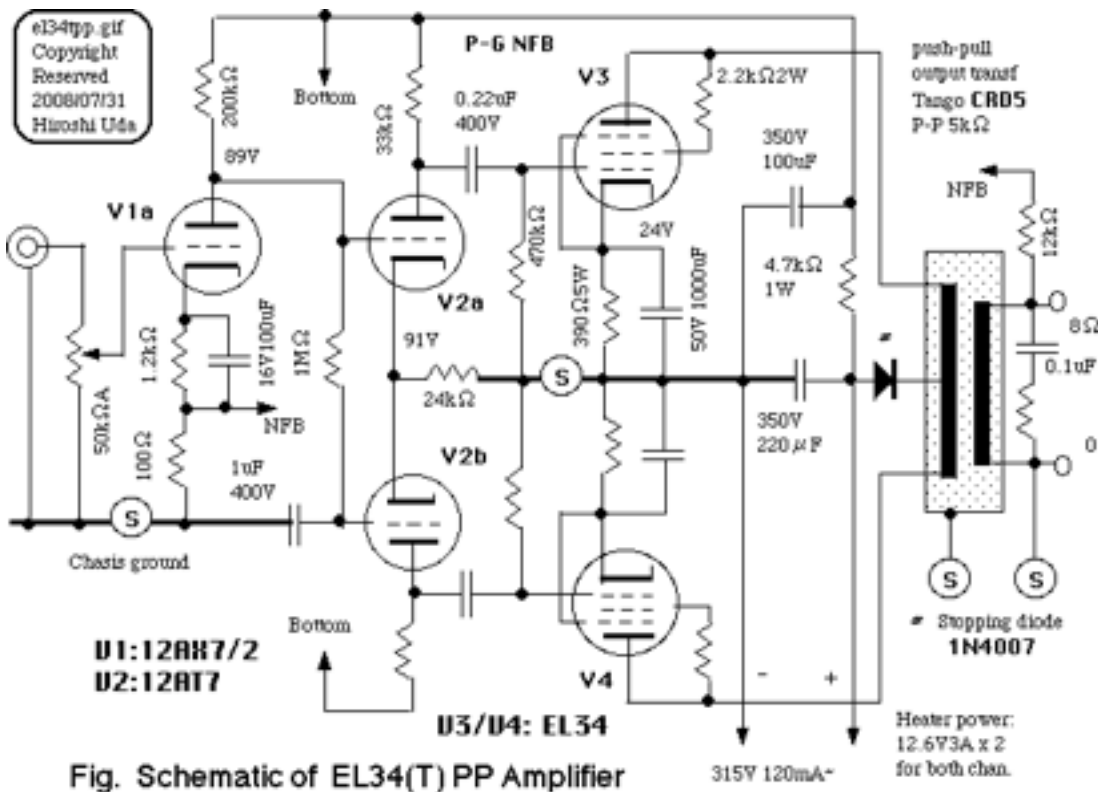 el34tpp.gif
Copyright
Reserved
2008/07/31
Hiroshi Uda
200kΩ
Bottom
P-G NFB
33kΩ
0.22uF
400V
V3
2.2kΩ2W
push-pull
output transf
Tango CRD5
P-P 5kΩ
350V
100uF
NFB
12kΩ
89V
V1a
470kΩ
24V
V2a
4.7kΩ
1W
390Ω5W
50V 1000uF
8Ω
0.1uF
0
50kΩA
1.2kΩ
16V100uF
1MΩ
91V
24kΩ
S
#
350V
220μF
NFB
100Ω
1uF
400V
V2b
S
Chasis ground
S
S
# Stopping diode
1N4007
Bottom
V1:12AX7/2
V2:12AT7
V4
-
+
V3/V4: EL34
Heater power:
12.6V3A x 2
for both chan.
315V 120mA~
Fig. Schematic of EL34(T) PP Amplifier